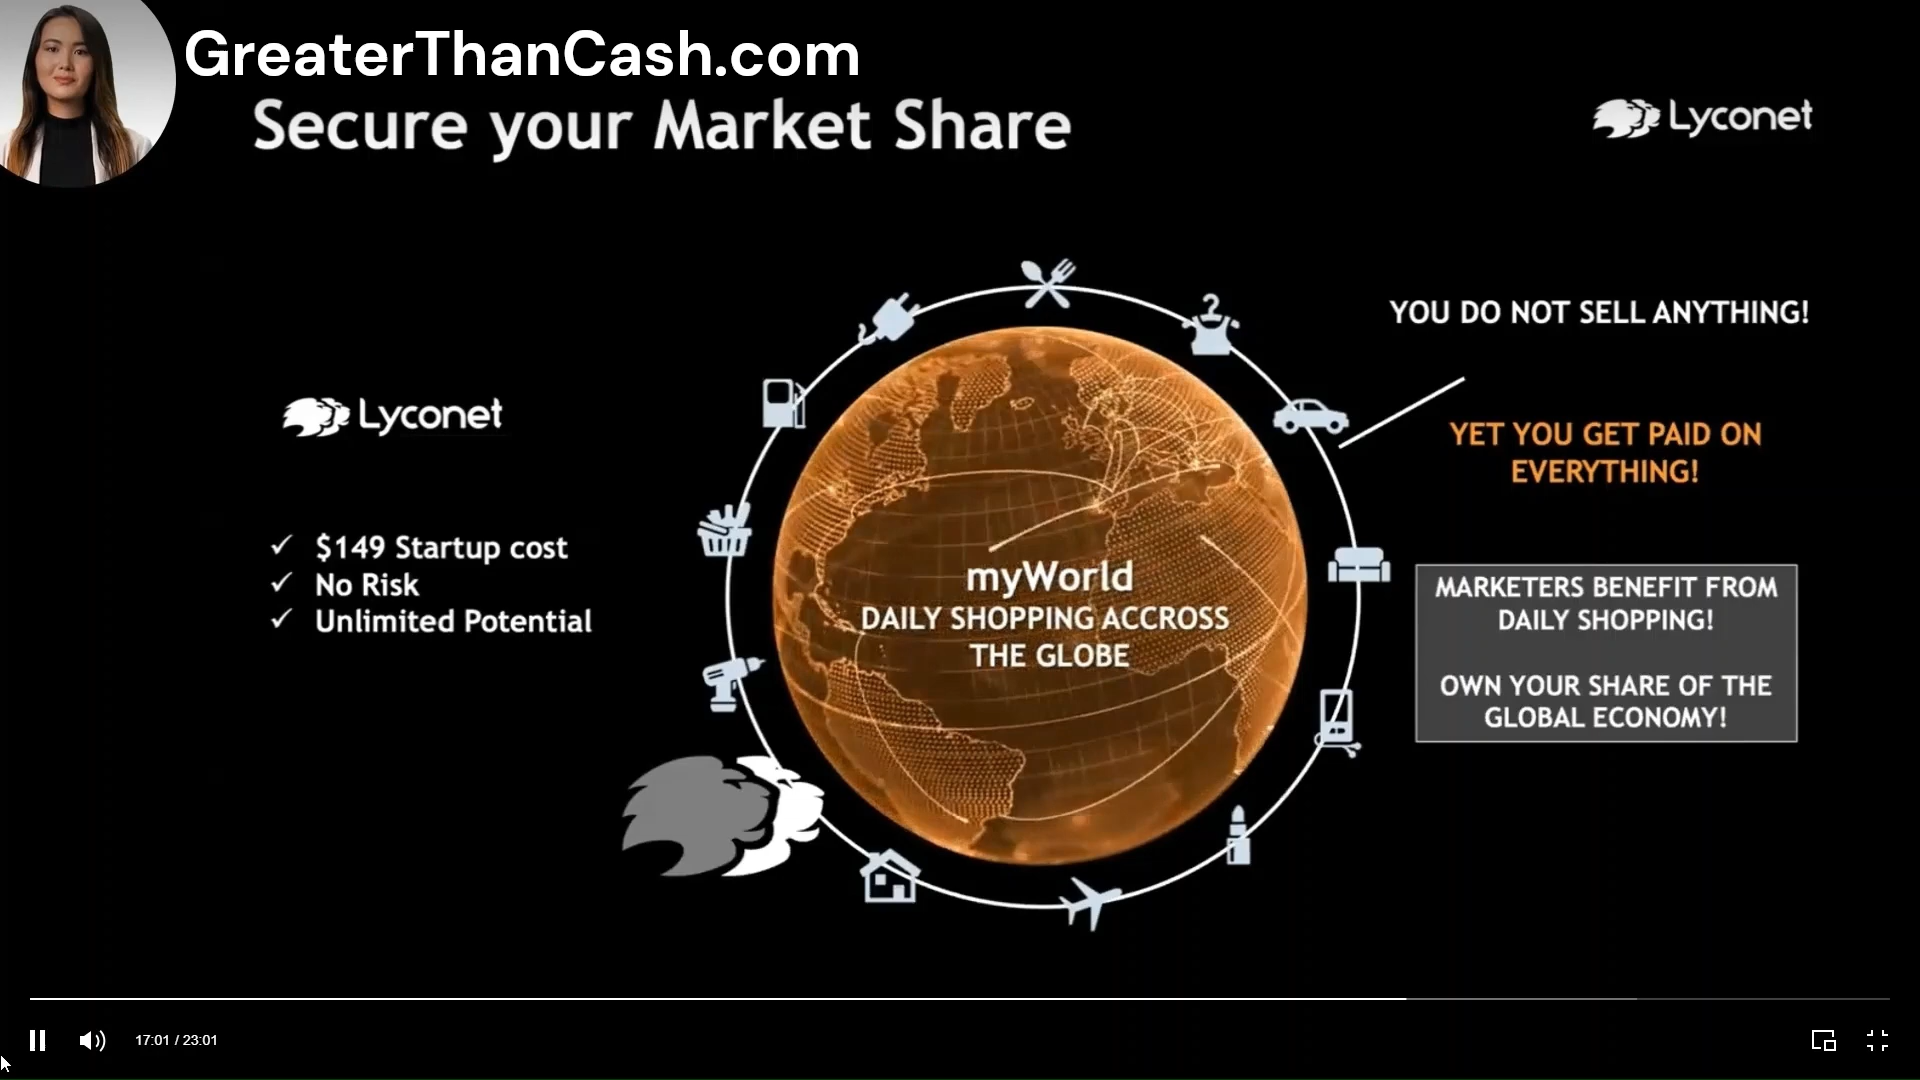 GreaterThanCash.com
Secure your Market Share
Lyconet
YOU DO NOT SELL ANYTHING!
Lyconet
YET YOU GET PAID ON
EVERYTHING!
✓ $149 Startup cost
✓ No Risk
✓ Unlimited Potential
myWorld
DAILY SHOPPING ACCROSS
THE GLOBE
MARKETERS BENEFIT FROM
DAILY SHOPPING!
OWN YOUR SHARE OF THE
GLOBAL ECONOMY!
17:01 / 23:01